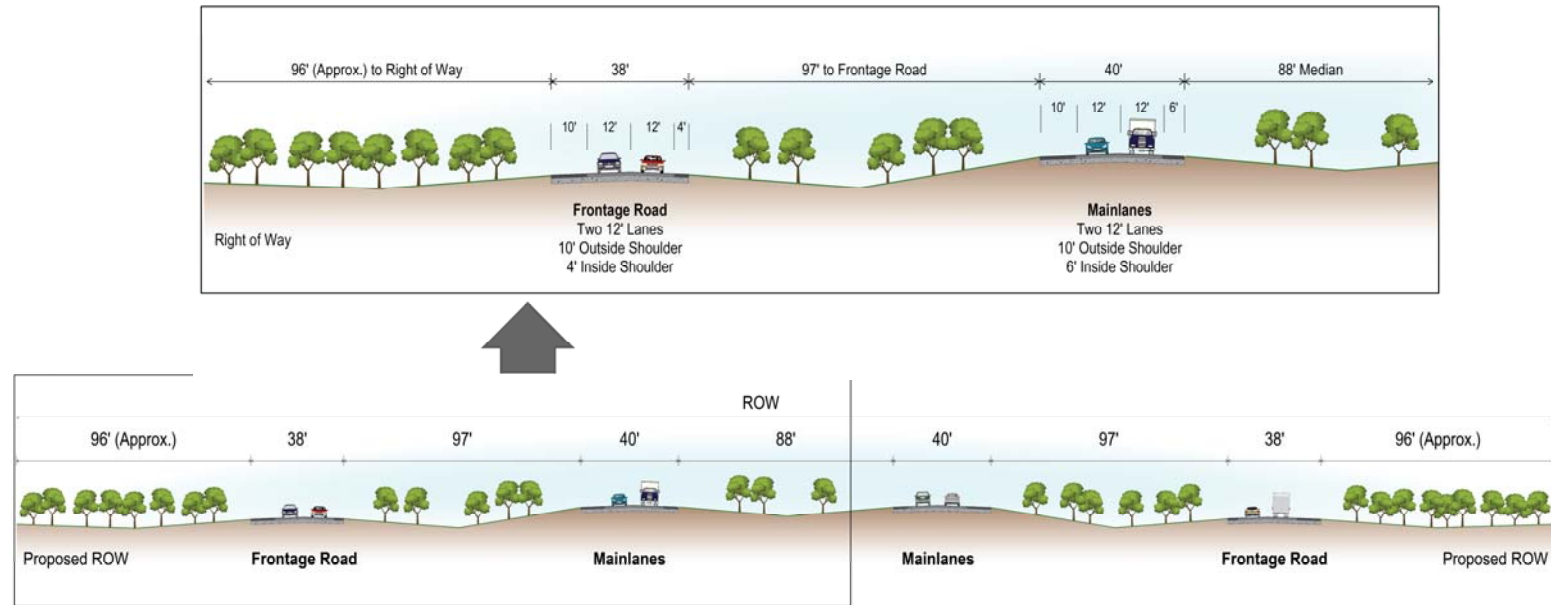 96' (Approx.) to Right of Way 38' 97' to Frontage Road 40' 88' Median
10' 12' 12' 4' 10' 12' 12' 6'
Frontage Road
Two 12' Lanes
10' Outside Shoulder
4' Inside Shoulder
Mainlanes
Two 12' Lanes
10' Outside Shoulder
6' Inside Shoulder
Right of Way
ROW
96' (Approx.) 38' 97' 40' 88' 40' 97' 38' 96' (Approx.)
Proposed ROW Frontage Road Mainlanes Mainlanes Frontage Road Proposed ROW